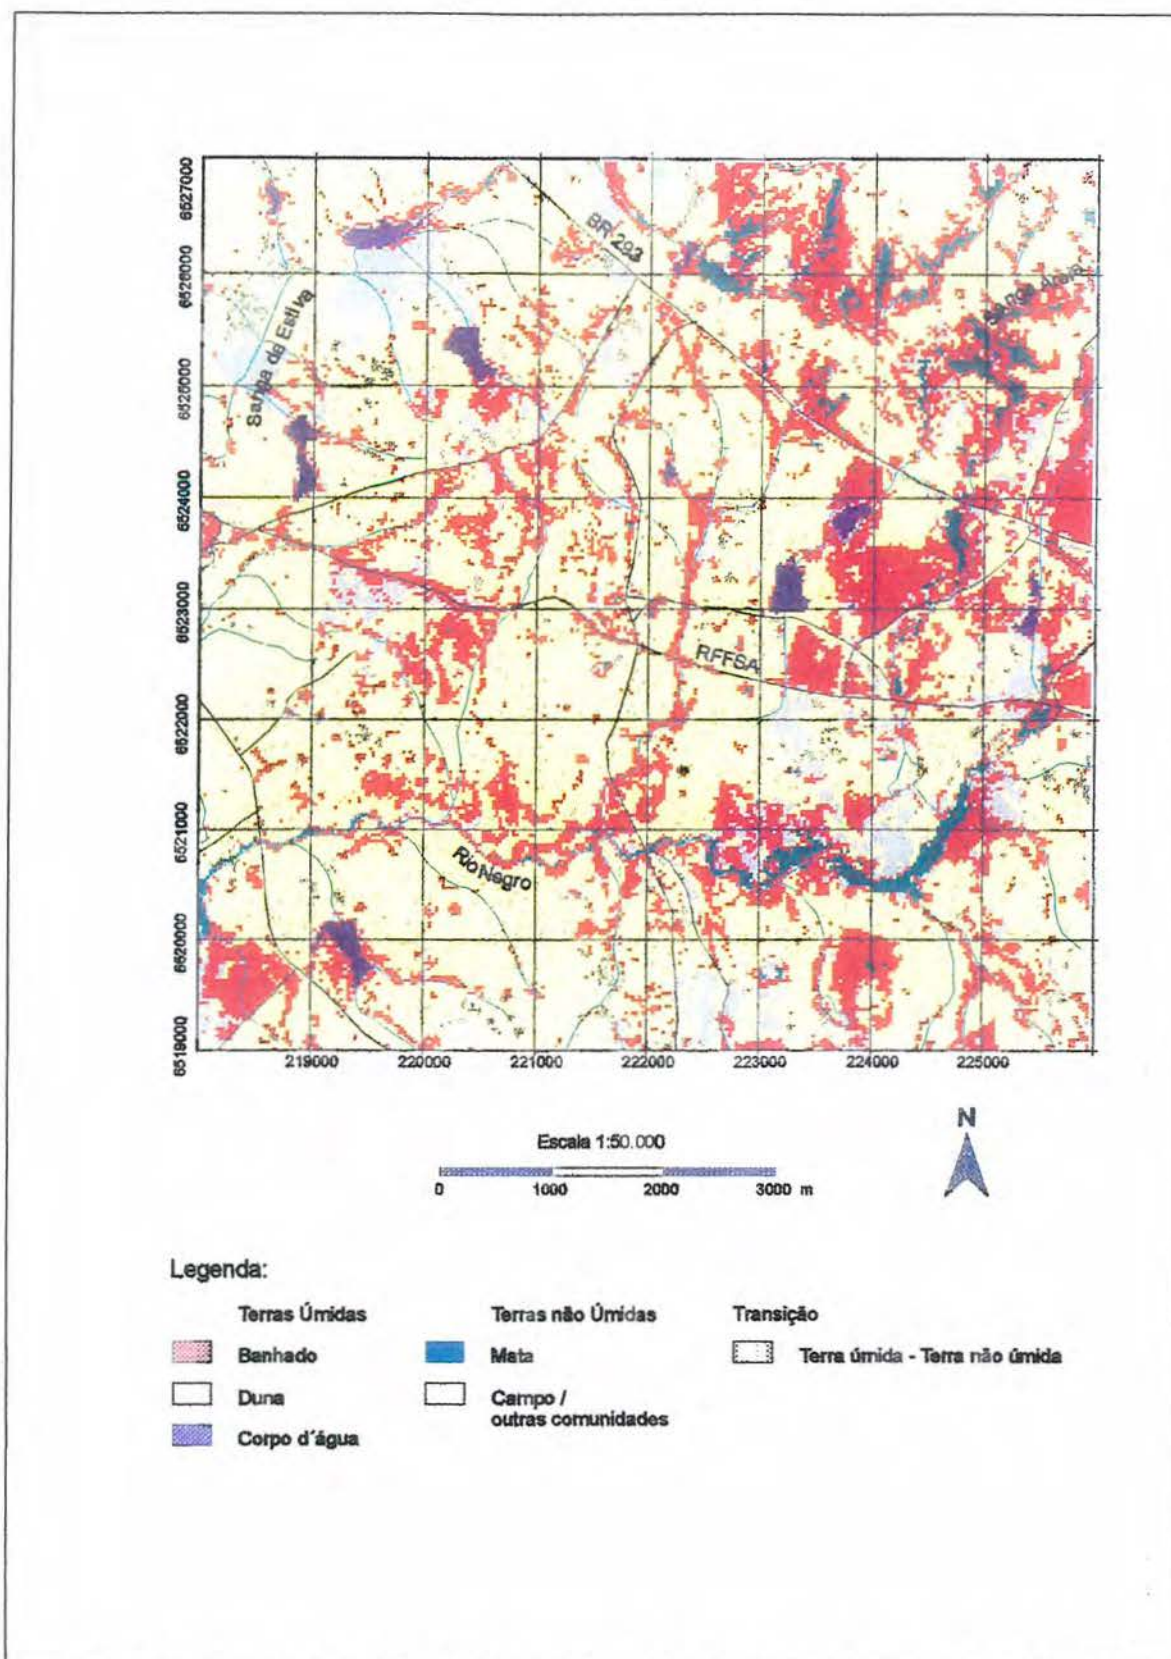 6527000
6526000
6525000
6524000
6523000
6522000
6521000
6520000
6519000
BR 293
Sanga da Estiva
Sanga
RFFSA
Rio Negro
219000
220000
221000
222000
223000
224000
225000
N
Escala 1:50.000
0
1000
2000
3000 m
Legenda:
Terras Úmidas
Banhado
Duna
Corpo d´água
Terras não Úmidas
Mata
Campo /
outras comunidades
Transição
Terra úmida - Terra não úmida